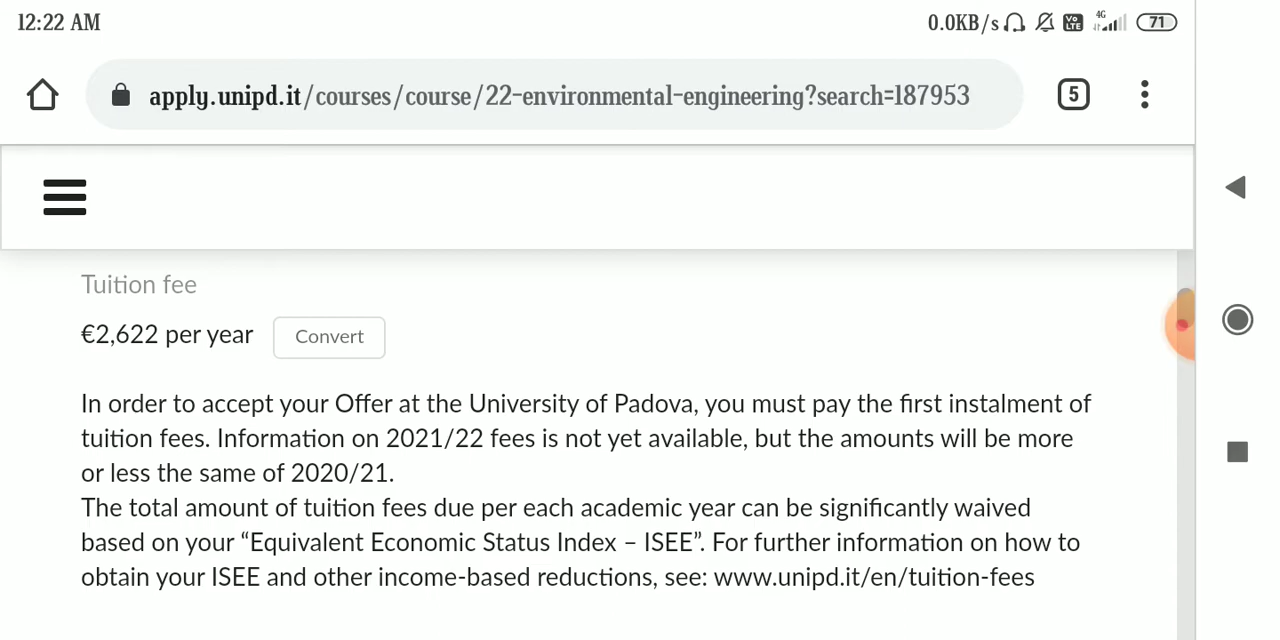 12:22 AM
0.0KB/s
Vo LTE
4G
71
apply.unipd.it/courses/course/22-environmental-engineering?search=187953
5
Tuition fee
€2,622 per year
Convert
In order to accept your Offer at the University of Padova, you must pay the first instalment of
tuition fees. Information on 2021/22 fees is not yet available, but the amounts will be more
or less the same of 2020/21.
The total amount of tuition fees due per each academic year can be significantly waived
based on your “Equivalent Economic Status Index – ISEE”. For further information on how to
obtain your ISEE and other income-based reductions, see: www.unipd.it/en/tuition-fees